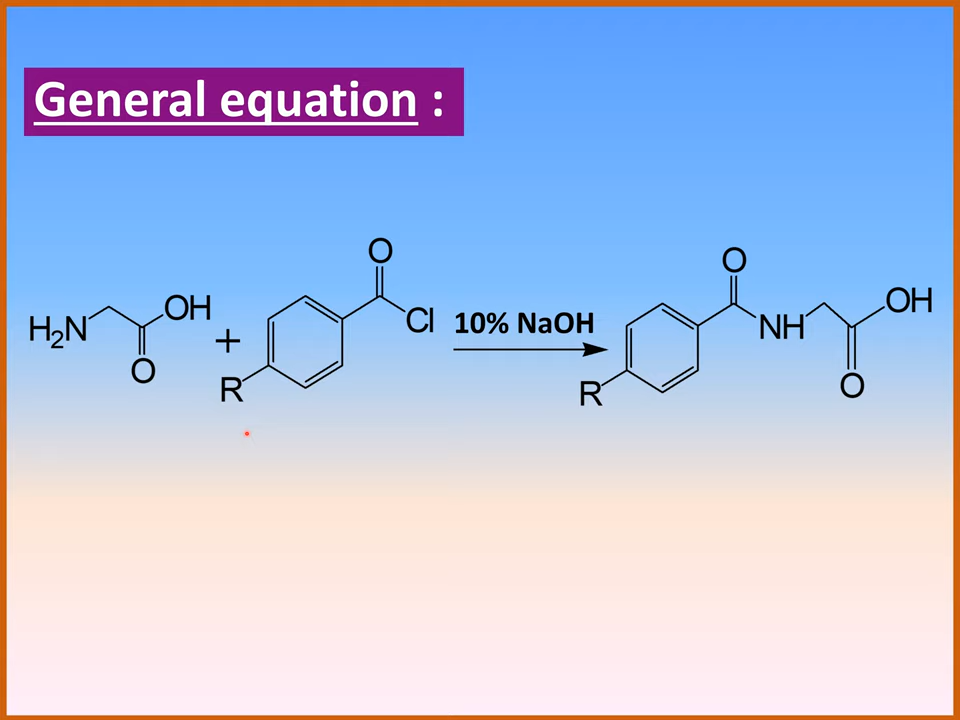 General equation :
O
O
H₂N
OH
+
Cl
10% NaOH
NH
OH
O
R
R
O